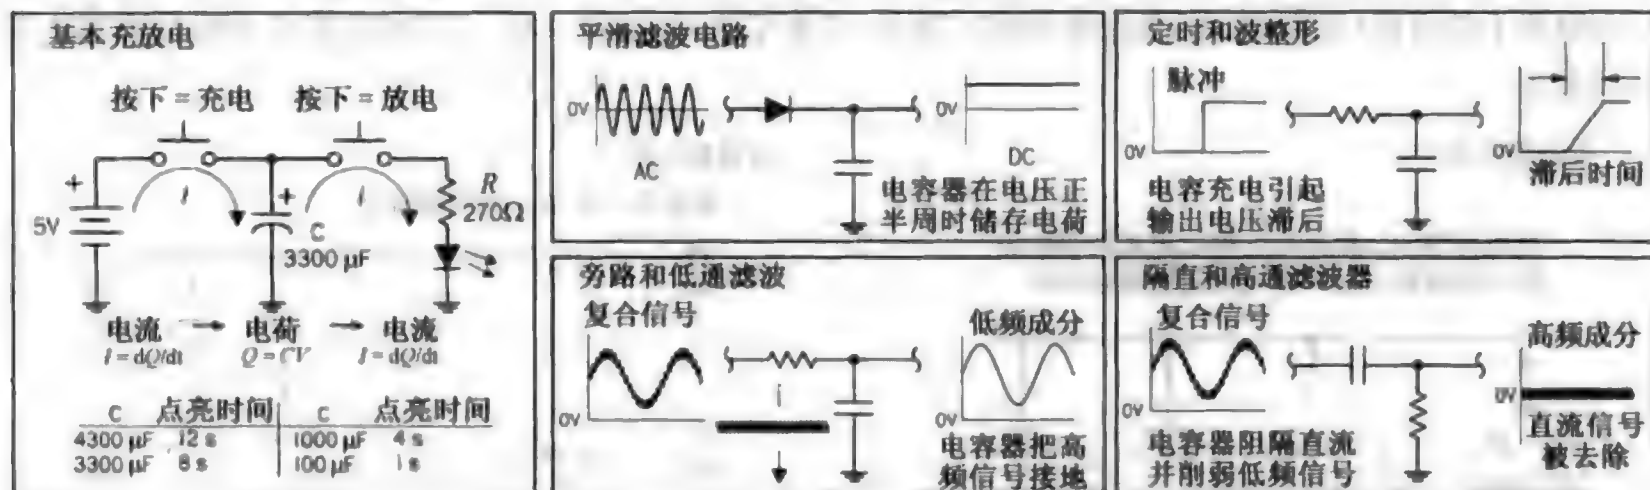 基本充放电
按下 = 充电 按下 = 放电
+
I
+
I
R
270Ω
5V
C
3300 μF
电流 → 电荷 → 电流
I = dQ/dt Q = CV I = dQ/dt
C 点亮时间 C 点亮时间
4300 μF 12 s 1000 μF 4 s
3300 μF 8 s 100 μF 1 s
平滑滤波电路
0V
AC
DC
0V
电容器在电压正
半周时储存电荷
定时和波整形
脉冲
0V
0V
滞后时间
电容充电引起
输出电压滞后
旁路和低通滤波
复合信号
0V
低频成分
0V
电容器把高
频信号接地
隔直和高通滤波器
复合信号
0V
高频成分
0V
直流信号
被去除
电容器阻隔直流
并削弱低频信号